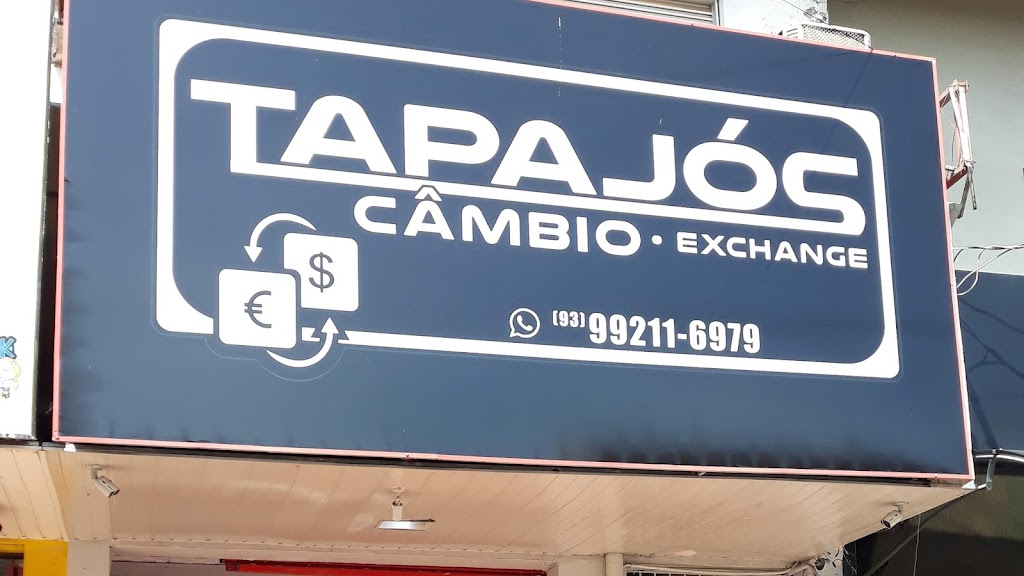 TAPAJÓS
CÂMBIO • EXCHANGE
$
€
(93) 99211-6979